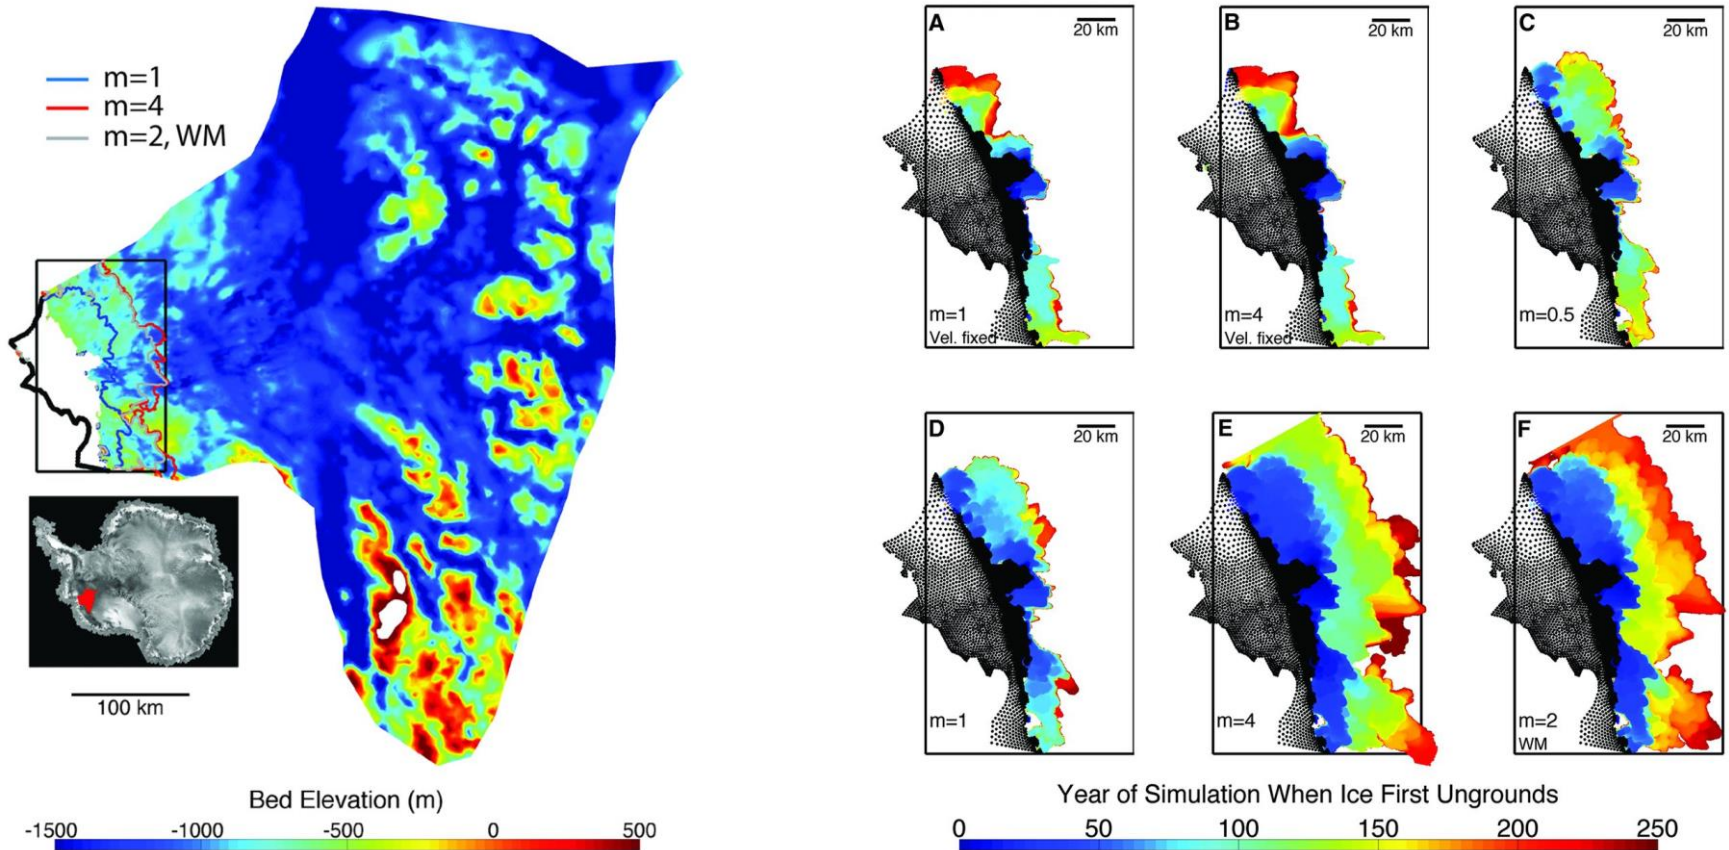 m=1
m=4
m=2, WM
100 km
Bed Elevation (m)
-1500 -1000 -500 0 500
A
20 km
m=1
Vel. fixed
B
20 km
m=4
Vel. fixed
C
20 km
m=0.5
D
20 km
m=1
E
20 km
m=4
F
20 km
m=2
WM
Year of Simulation When Ice First Ungrounds
0 50 100 150 200 250